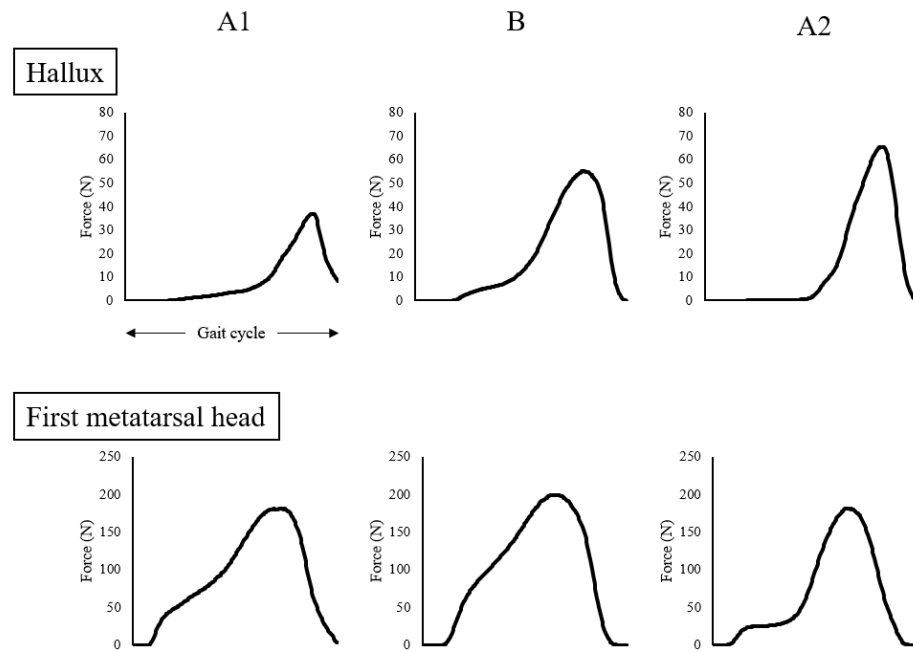 A1 B A2
Hallux
80 80 80
70 70 70
60 60 60
50 50 50
40 40 40
30 30 30
20 20 20
10 10 10
0 0 0
Force (N) Force (N) Force (N)
Gait cycle
First metatarsal head
250 250 250
200 200 200
150 150 150
100 100 100
50 50 50
0 0 0
Force (N) Force (N) Force (N)